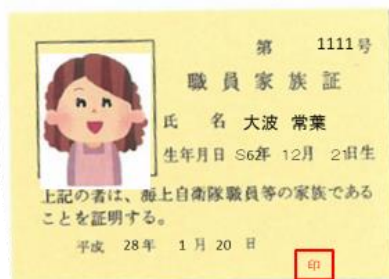 第 1111号
職員家族証
氏 名 大波 常葉
生年月日 S62年 12月 21日生
上記の者は、海上自衛隊職員等の家族である
ことを証明する。
平成 28年 1月 20日
印